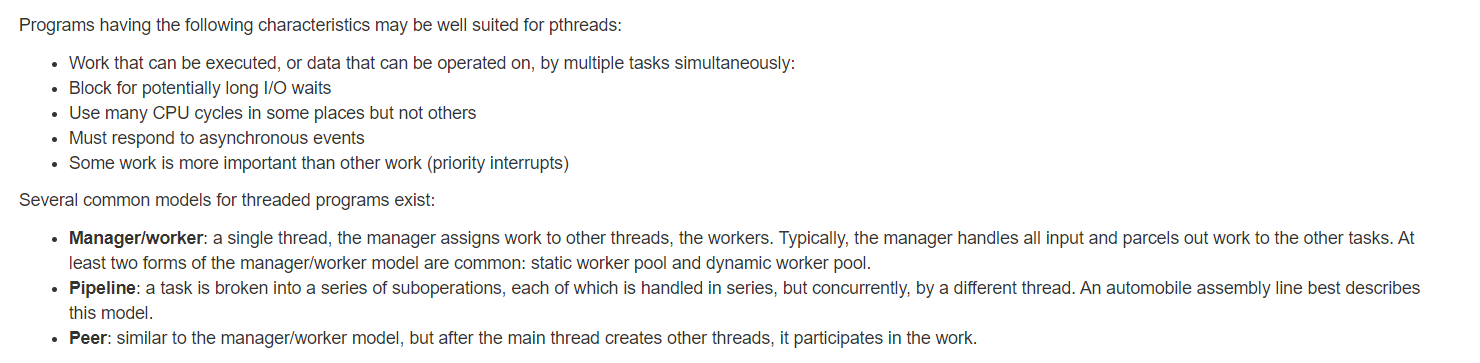 Programs having the following characteristics may be well suited for pthreads:
• Work that can be executed, or data that can be operated on, by multiple tasks simultaneously:
• Block for potentially long I/O waits
• Use many CPU cycles in some places but not others
• Must respond to asynchronous events
• Some work is more important than other work (priority interrupts)
Several common models for threaded programs exist:
• Manager/worker: a single thread, the manager assigns work to other threads, the workers. Typically, the manager handles all input and parcels out work to the other tasks. At
least two forms of the manager/worker model are common: static worker pool and dynamic worker pool.
• Pipeline: a task is broken into a series of suboperations, each of which is handled in series, but concurrently, by a different thread. An automobile assembly line best describes
this model.
• Peer: similar to the manager/worker model, but after the main thread creates other threads, it participates in the work.